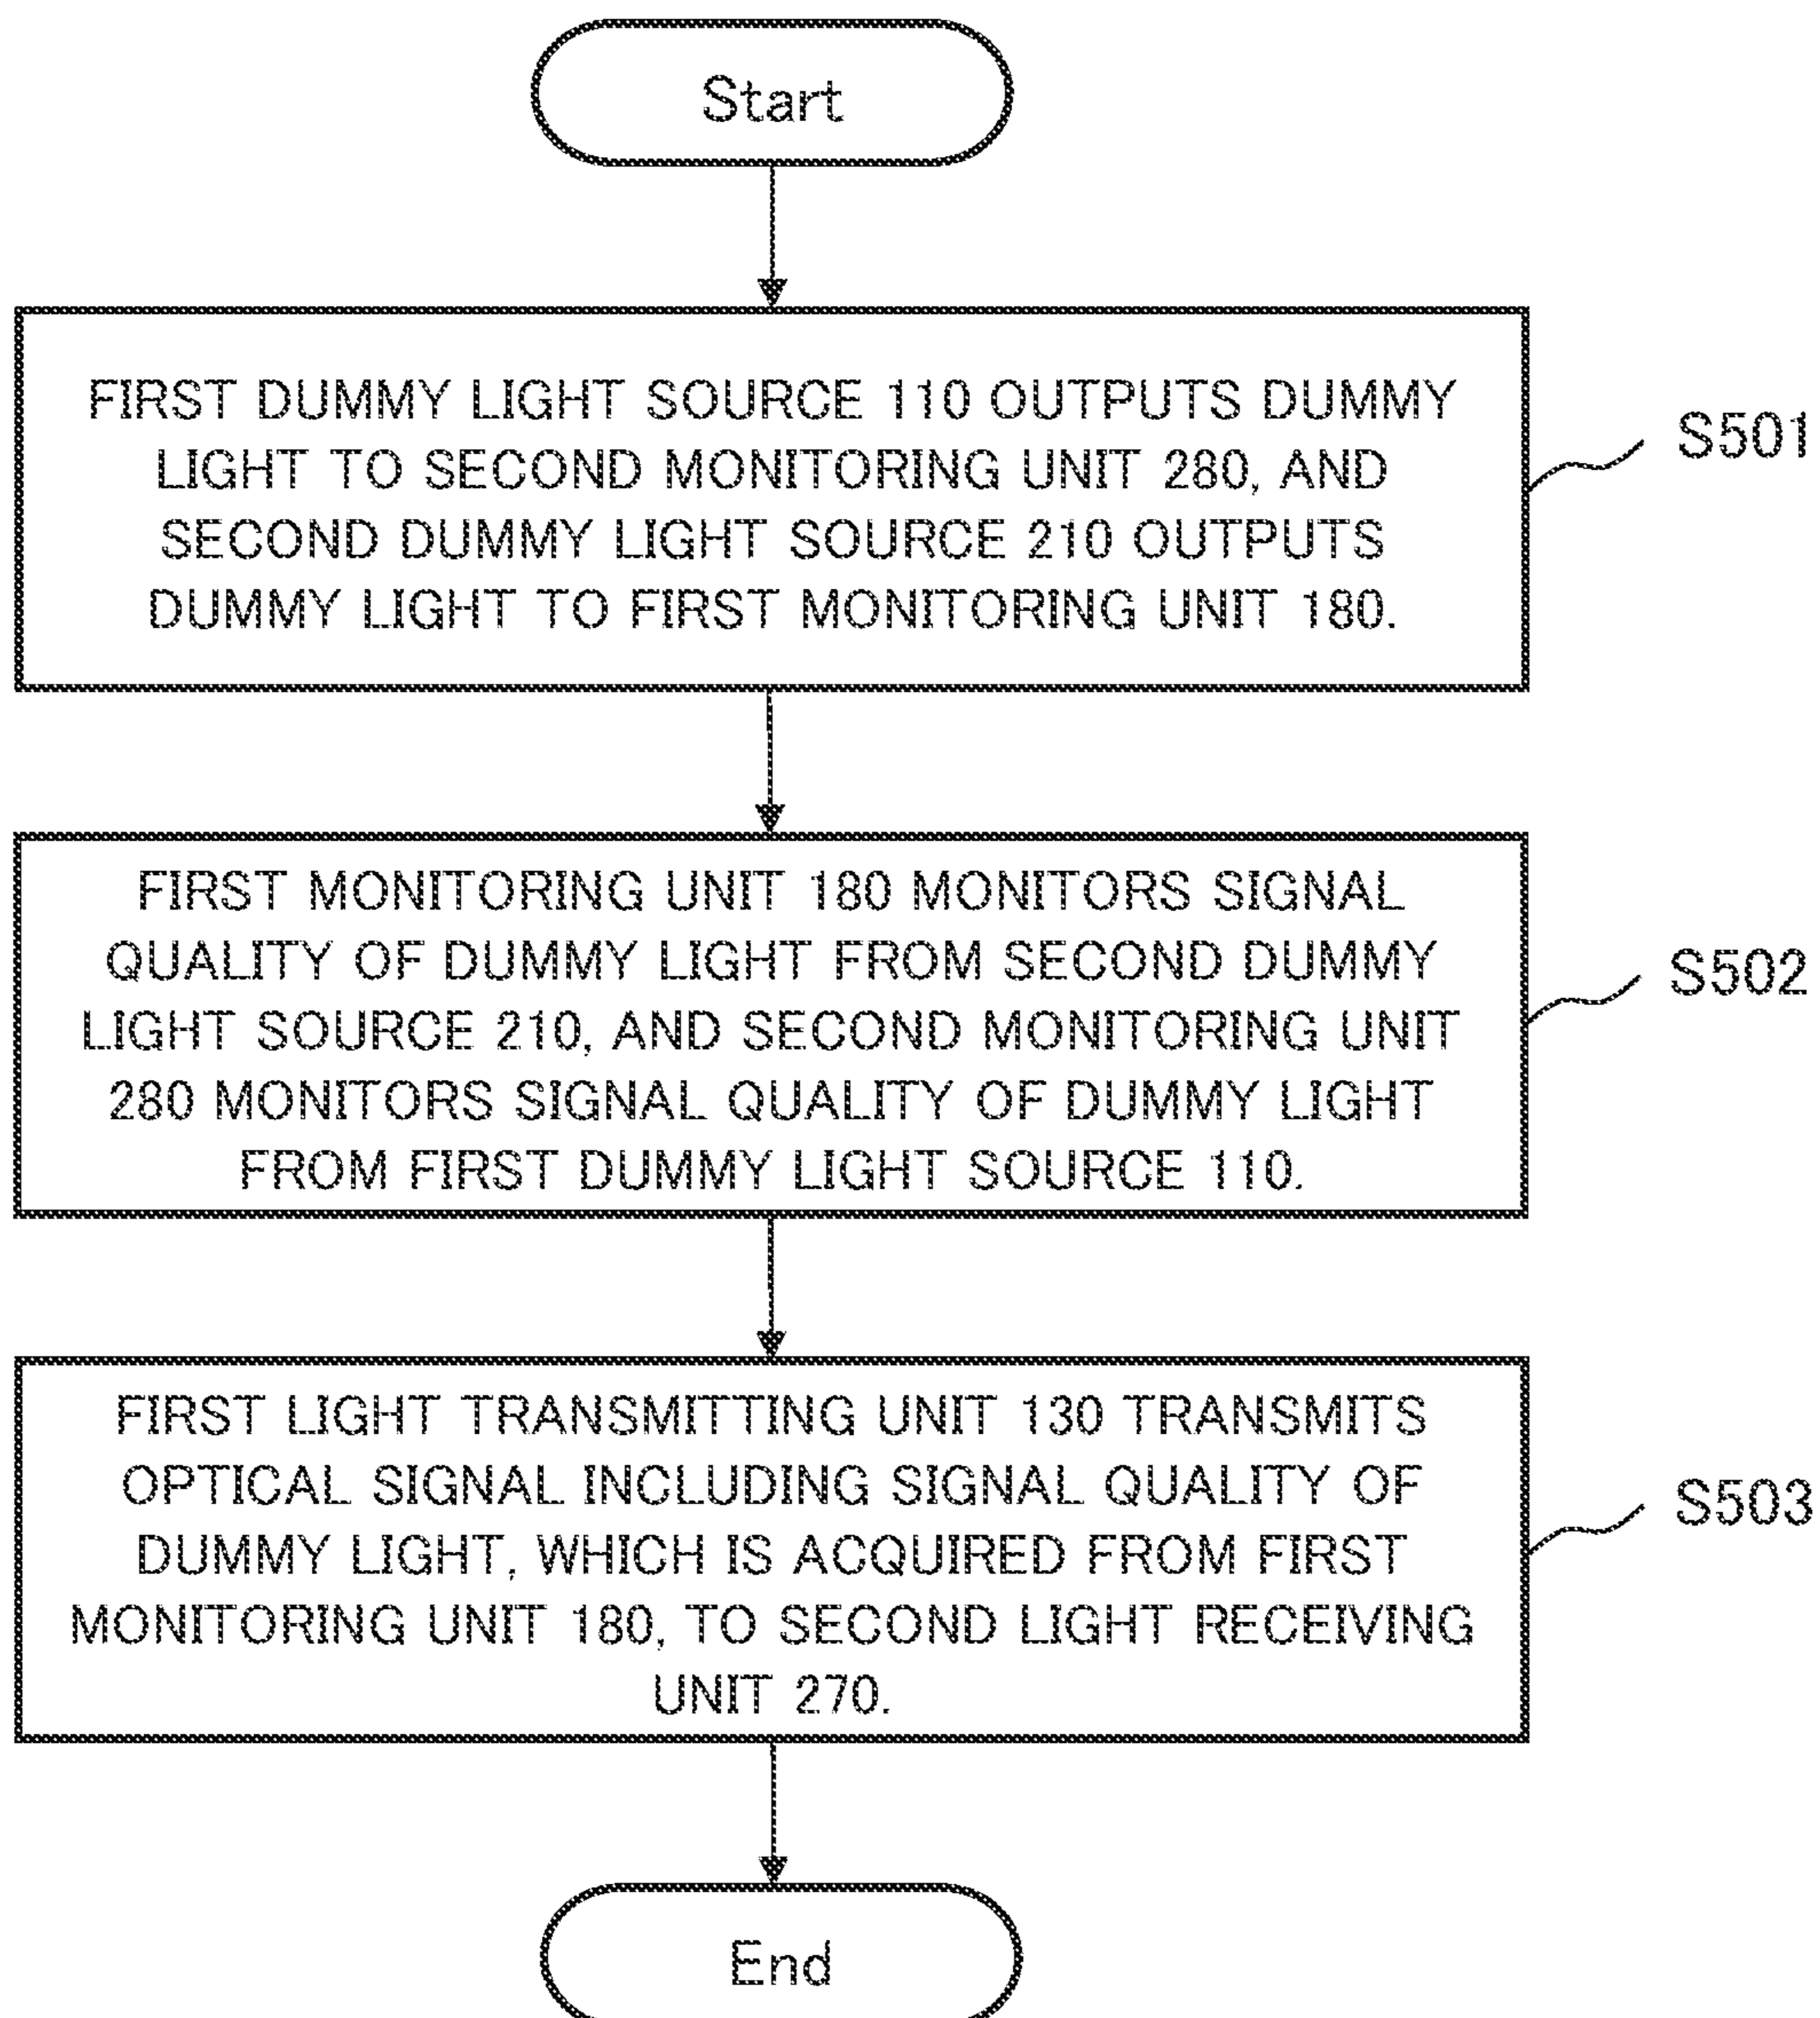 Start
FIRST DUMMY LIGHT SOURCE 110 OUTPUTS DUMMY
LIGHT TO SECOND MONITORING UNIT 280, AND
SECOND DUMMY LIGHT SOURCE 210 OUTPUTS
DUMMY LIGHT TO FIRST MONITORING UNIT 180.
S501
FIRST MONITORING UNIT 180 MONITORS SIGNAL
QUALITY OF DUMMY LIGHT FROM SECOND DUMMY
LIGHT SOURCE 210, AND SECOND MONITORING UNIT
280 MONITORS SIGNAL QUALITY OF DUMMY LIGHT
FROM FIRST DUMMY LIGHT SOURCE 110.
S502
FIRST LIGHT TRANSMITTING UNIT 130 TRANSMITS
OPTICAL SIGNAL INCLUDING SIGNAL QUALITY OF
DUMMY LIGHT, WHICH IS ACQUIRED FROM FIRST
MONITORING UNIT 180, TO SECOND LIGHT RECEIVING
UNIT 270.
S503
End